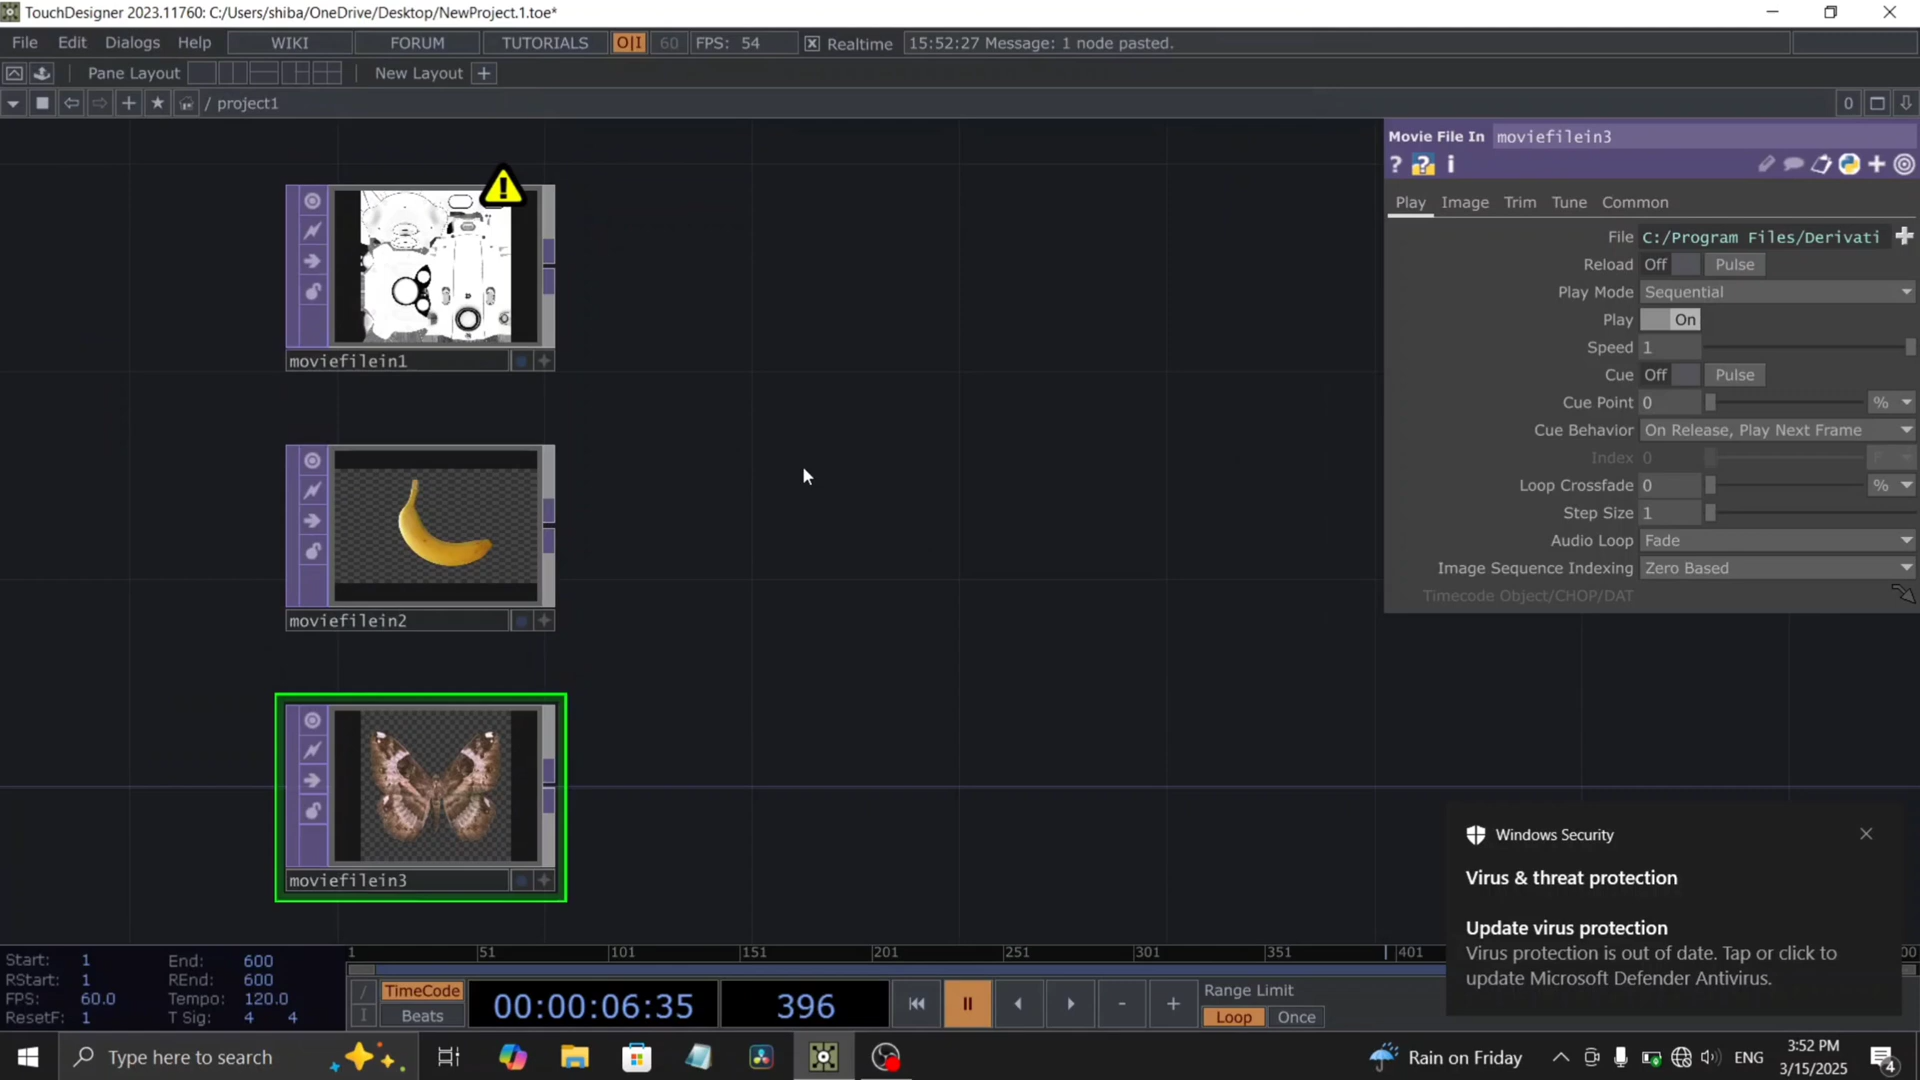 TouchDesigner 2023.11760: C:/Users/shiba/OneDrive/Desktop/NewProject.1.toe*
File Edit Dialogs Help WIKI FORUM TUTORIALS O|I 60 FPS: 54 Realtime 15:52:27 Message: 1 node pasted.
Pane Layout New Layout +
/ project1 0
Movie File In moviefilein3
? ? i
Play Image Trim Tune Common
File C:/Program Files/Derivati
Reload Off Pulse
Play Mode Sequential
Play On
Speed 1
Cue Off Pulse
Cue Point 0 %
Cue Behavior On Release, Play Next Frame
Index 0 F
Loop Crossfade 0 %
Step Size 1
Audio Loop Fade
Image Sequence Indexing Zero Based
Timecode Object/CHOP/DAT
moviefilein1
moviefilein2
moviefilein3
Windows Security
Virus & threat protection
Update virus protection
Virus protection is out of date. Tap or click to
update Microsoft Defender Antivirus.
1 51 101 151 201 251 301 351 401
Start: 1 End: 600
RStart: 1 REnd: 600
FPS: 60.0 Tempo: 120.0
ResetF: 1 T Sig: 4 4
/ I
TimeCode
Beats
00:00:06:35 396
- +
Range Limit
Loop Once
Type here to search
Rain on Friday ENG
3:52 PM
3/15/2025
4